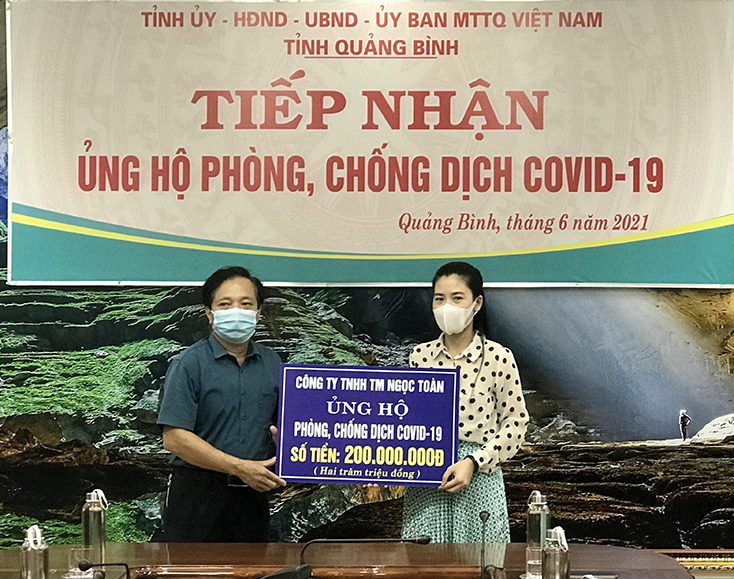 TỈNH ỦY - HĐND - UBND - ỦY BAN MTTQ VIỆT NAM
TỈNH QUẢNG BÌNH
TIẾP NHẬN
ỦNG HỘ PHÒNG, CHỐNG DỊCH COVID-19
Quảng Bình, tháng 6 năm 2021
CÔNG TY TNHH TM NGỌC TOÀN
ỦNG HỘ
PHÒNG, CHỐNG DỊCH COVID-19
SỐ TIỀN: 200.000.000Đ
( Hai trăm triệu đồng )